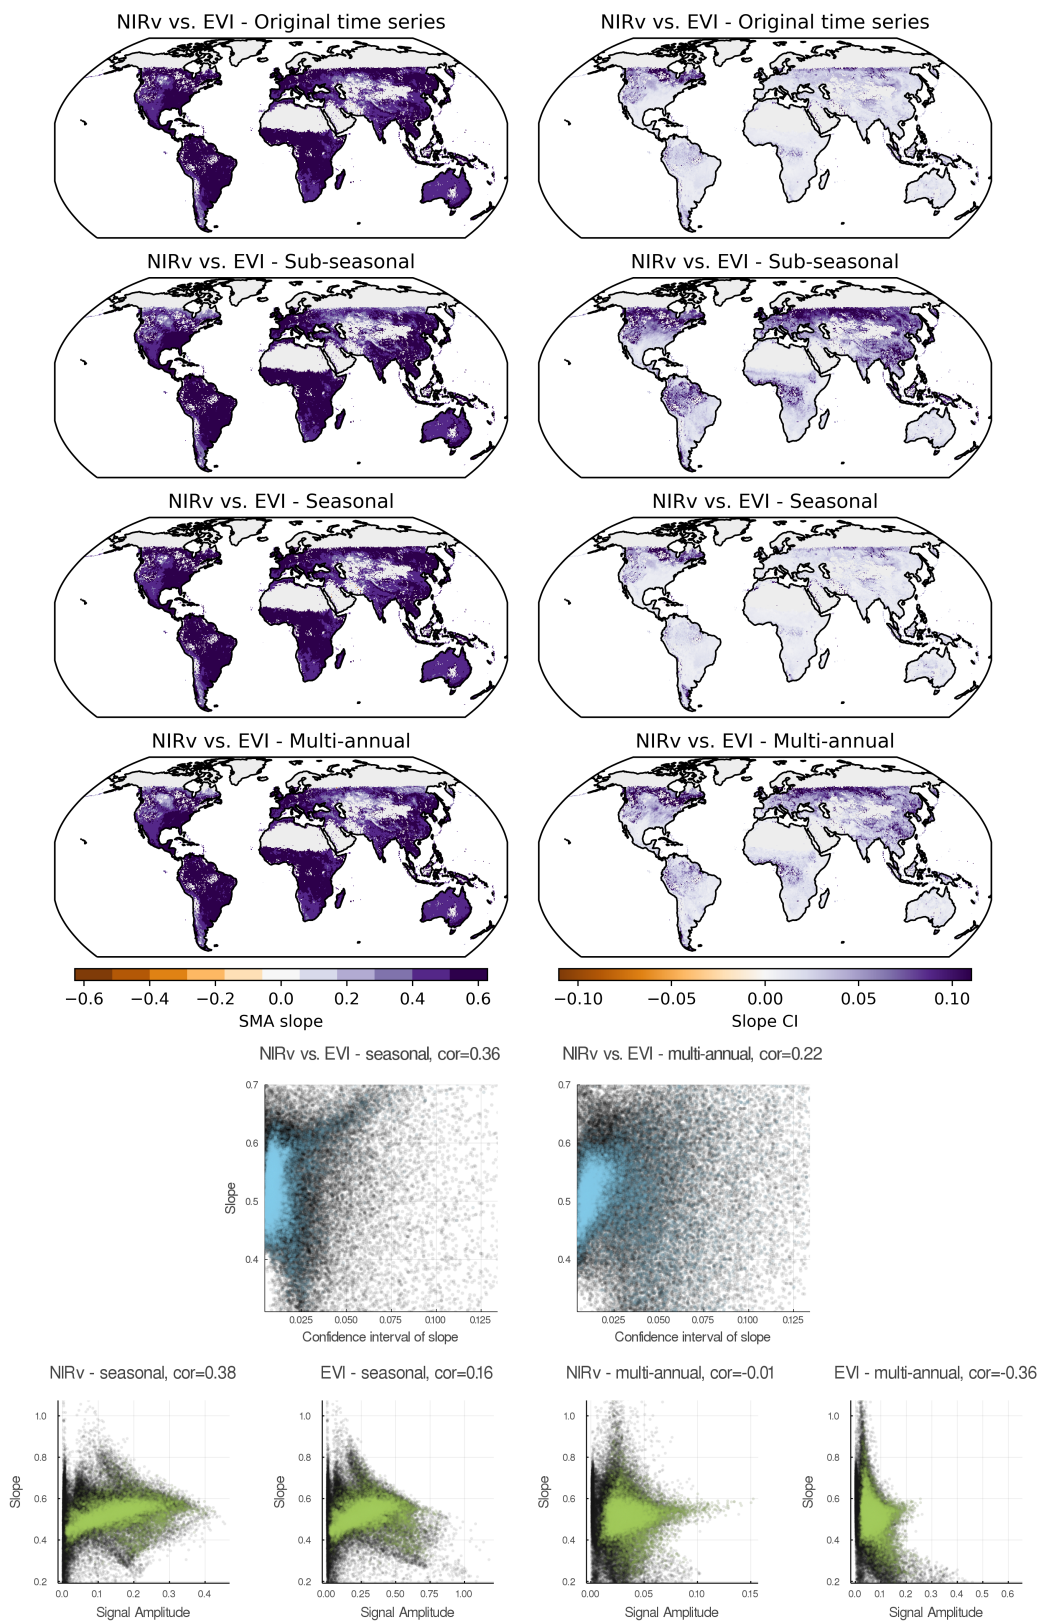 NIRv vs. EVI - Original time series
NIRv vs. EVI - Original time series
NIRv vs. EVI - Sub-seasonal
NIRv vs. EVI - Sub-seasonal
NIRv vs. EVI - Seasonal
NIRv vs. EVI - Seasonal
NIRv vs. EVI - Multi-annual
NIRv vs. EVI - Multi-annual
−0.6 −0.4 −0.2 0.0 0.2 0.4 0.6
SMA slope
−0.10 −0.05 0.00 0.05 0.10
Slope CI
NIRv vs. EVI - seasonal, cor=0.36
0.7
0.6
0.5
0.4
Slope
0.025 0.050 0.075 0.100 0.125
Confidence interval of slope
NIRv vs. EVI - multi-annual, cor=0.22
0.7
0.6
0.5
0.4
0.025 0.050 0.075 0.100 0.125
Confidence interval of slope
NIRv - seasonal, cor=0.38
1.0
0.8
0.6
0.4
0.2
Slope
0.0 0.1 0.2 0.3 0.4
Signal Amplitude
EVI - seasonal, cor=0.16
1.0
0.8
0.6
0.4
0.2
Slope
0.00 0.25 0.50 0.75 1.00
Signal Amplitude
NIRv - multi-annual, cor=-0.01
1.0
0.8
0.6
0.4
0.2
Slope
0.00 0.05 0.10 0.15
Signal Amplitude
EVI - multi-annual, cor=-0.36
1.0
0.8
0.6
0.4
0.2
Slope
0.0 0.1 0.2 0.3 0.4 0.5 0.6
Signal Amplitude